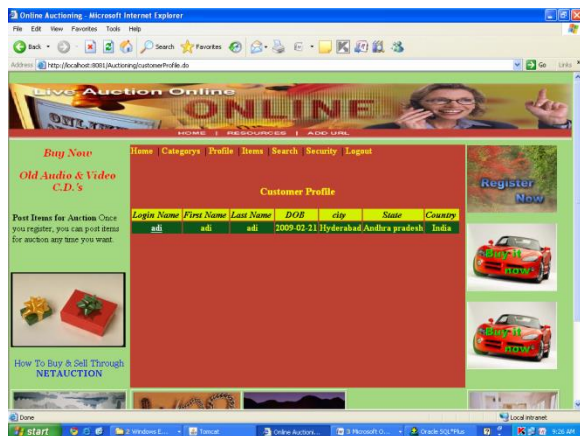 Online Auctioning - Microsoft Internet Explorer
File Edit View Favorites Tools Help
Back Search Favorites
Address http://localhost:8081/Auctioning/customerProfile.do Go Links
Live Auction Online
ONLINE
HOME | RESOURCES | ADD URL
Buy Now
Old Audio & Video
C.D.'s
Post Items for Auction Once
you register, you can post items
for auction any time you want.
How To Buy & Sell Through
NETAUCTION
Home | Categorys | Profile | Items | Search | Security | Logout
Customer Profile
Login Name First Name Last Name DOB city State Country
adi adi adi 2009-02-21 Hyderabad Andhra pradesh India
Register
Now
Buy it
now
Buy it
now
Done Local intranet
start 2 Windows E... Tomcat Online Auctioni... 3 Microsoft O... Oracle SQL*Plus 9:28 AM